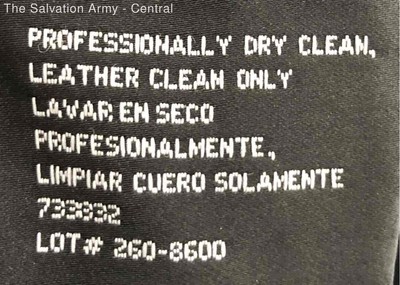 The Salvation Army - Central
PROFESSIONALLY DRY CLEAN,
LEATHER CLEAN ONLY
LAVAR EN SECO
PROFESIONALMENTE,
LIMPIAR CUERO SOLAMENTE
733332
LOT# 260-8600